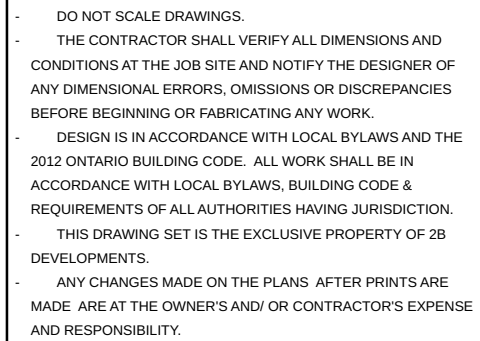 - DO NOT SCALE DRAWINGS.
- THE CONTRACTOR SHALL VERIFY ALL DIMENSIONS AND
CONDITIONS AT THE JOB SITE AND NOTIFY THE DESIGNER OF
ANY DIMENSIONAL ERRORS, OMISSIONS OR DISCREPANCIES
BEFORE BEGINNING OR FABRICATING ANY WORK.
- DESIGN IS IN ACCORDANCE WITH LOCAL BYLAWS AND THE
2012 ONTARIO BUILDING CODE. ALL WORK SHALL BE IN
ACCORDANCE WITH LOCAL BYLAWS, BUILDING CODE &
REQUIREMENTS OF ALL AUTHORITIES HAVING JURISDICTION.
- THIS DRAWING SET IS THE EXCLUSIVE PROPERTY OF 2B
DEVELOPMENTS.
- ANY CHANGES MADE ON THE PLANS AFTER PRINTS ARE
MADE ARE AT THE OWNER'S AND/ OR CONTRACTOR'S EXPENSE
AND RESPONSIBILITY.